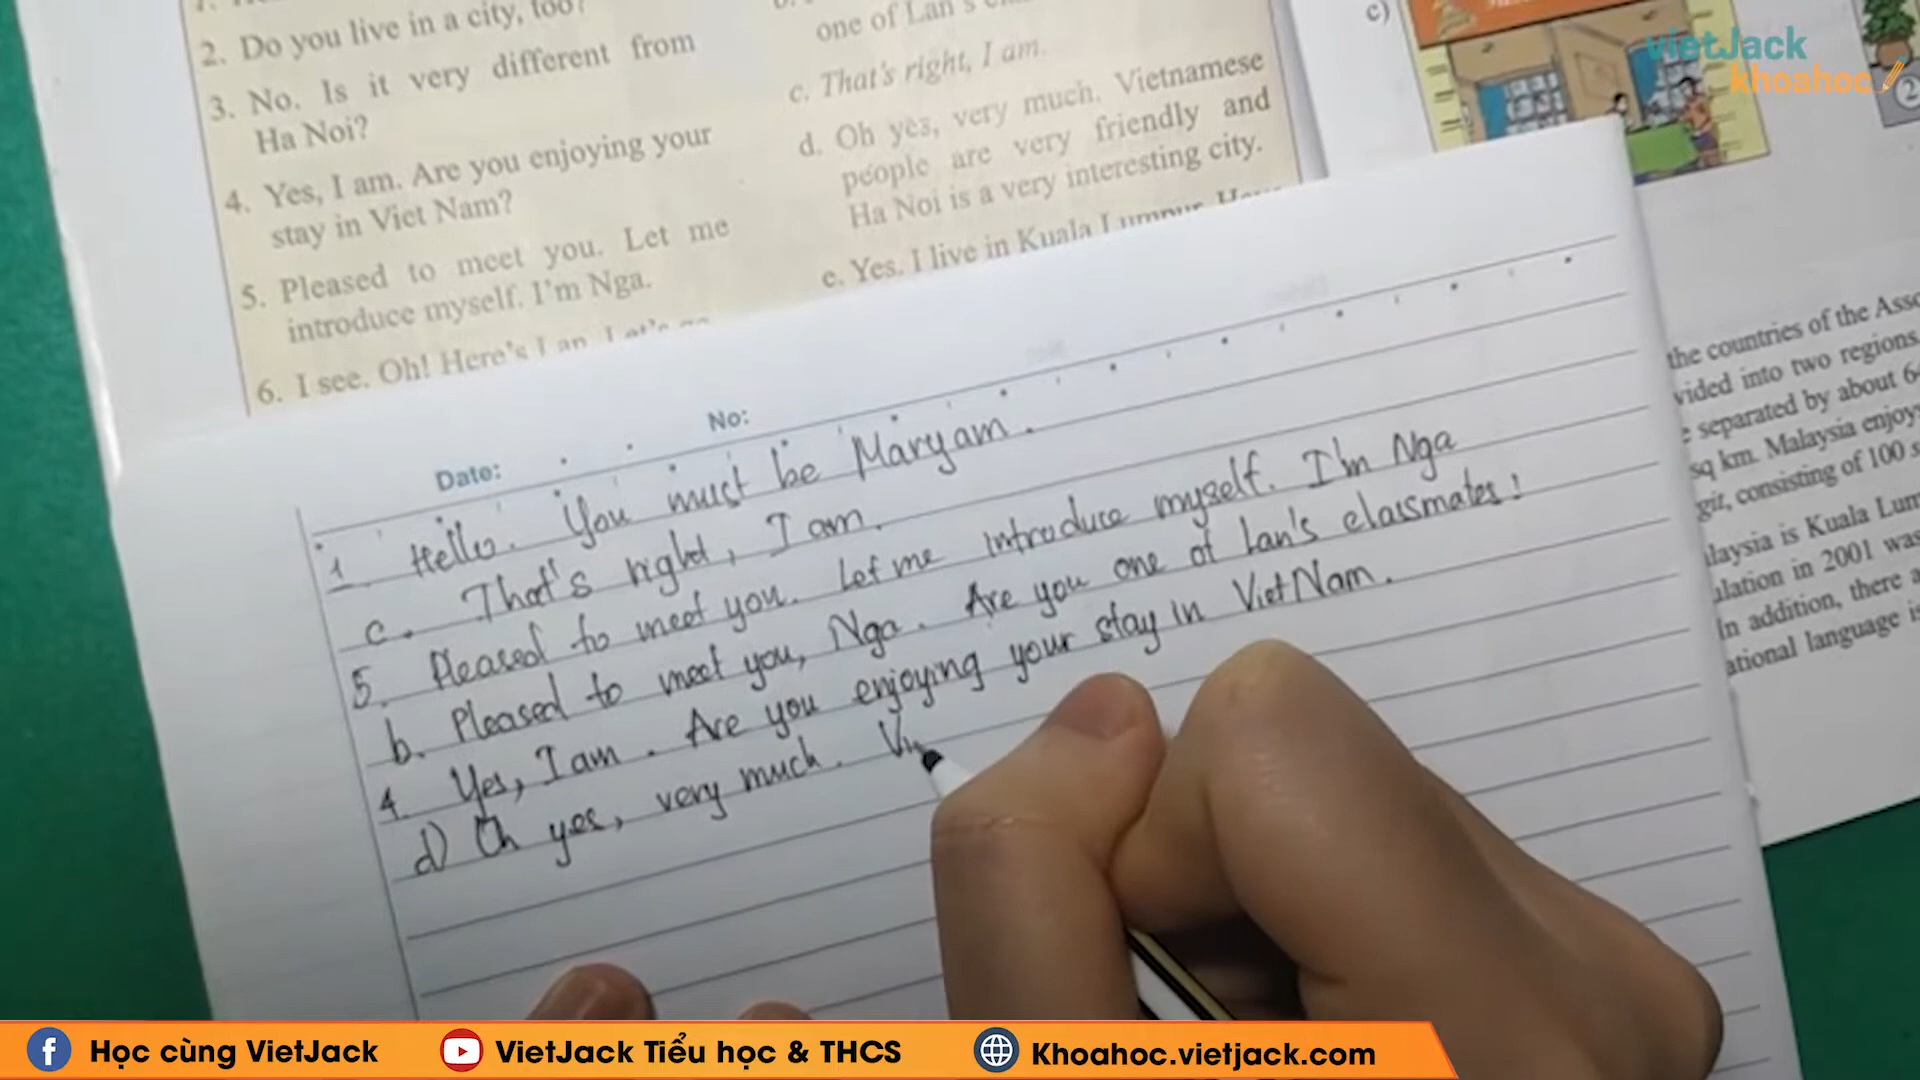 2. Do you live in a city, too?
3. No. Is it very different from
Ha Noi?
4. Yes, I am. Are you enjoying your
stay in Viet Nam?
5. Pleased to meet you. Let me
introduce myself. I'm Nga.
6. I see. Oh! Here's Lan. Let's go
one of Lan's
c. That's right, I am.
d. Oh yes, very much. Vietnamese
people are very friendly and
Ha Noi is a very interesting city.
e. Yes. I live in Kuala Lumpur.
c)
vietJack
khoahoc
2
the countries of the
vided into two regions.
separated by about
sq km. Malaysia
consisting of 100
laysia is Kuala
ulation in 2001 was
In addition, there
ational language
No:
Date:
1. Hello. You must be Maryam.
c. That's right, I am.
5. Pleased to meet you. Let me introduce myself. I'm Nga
b. Pleased to meet you, Nga. Are you one of Lan's classmates?
4. Yes, I am. Are you enjoying your stay in VietNam.
d) Oh yes, very much. Vi
Học cùng VietJack
VietJack Tiểu học & THCS
Khoahoc.vietjack.com